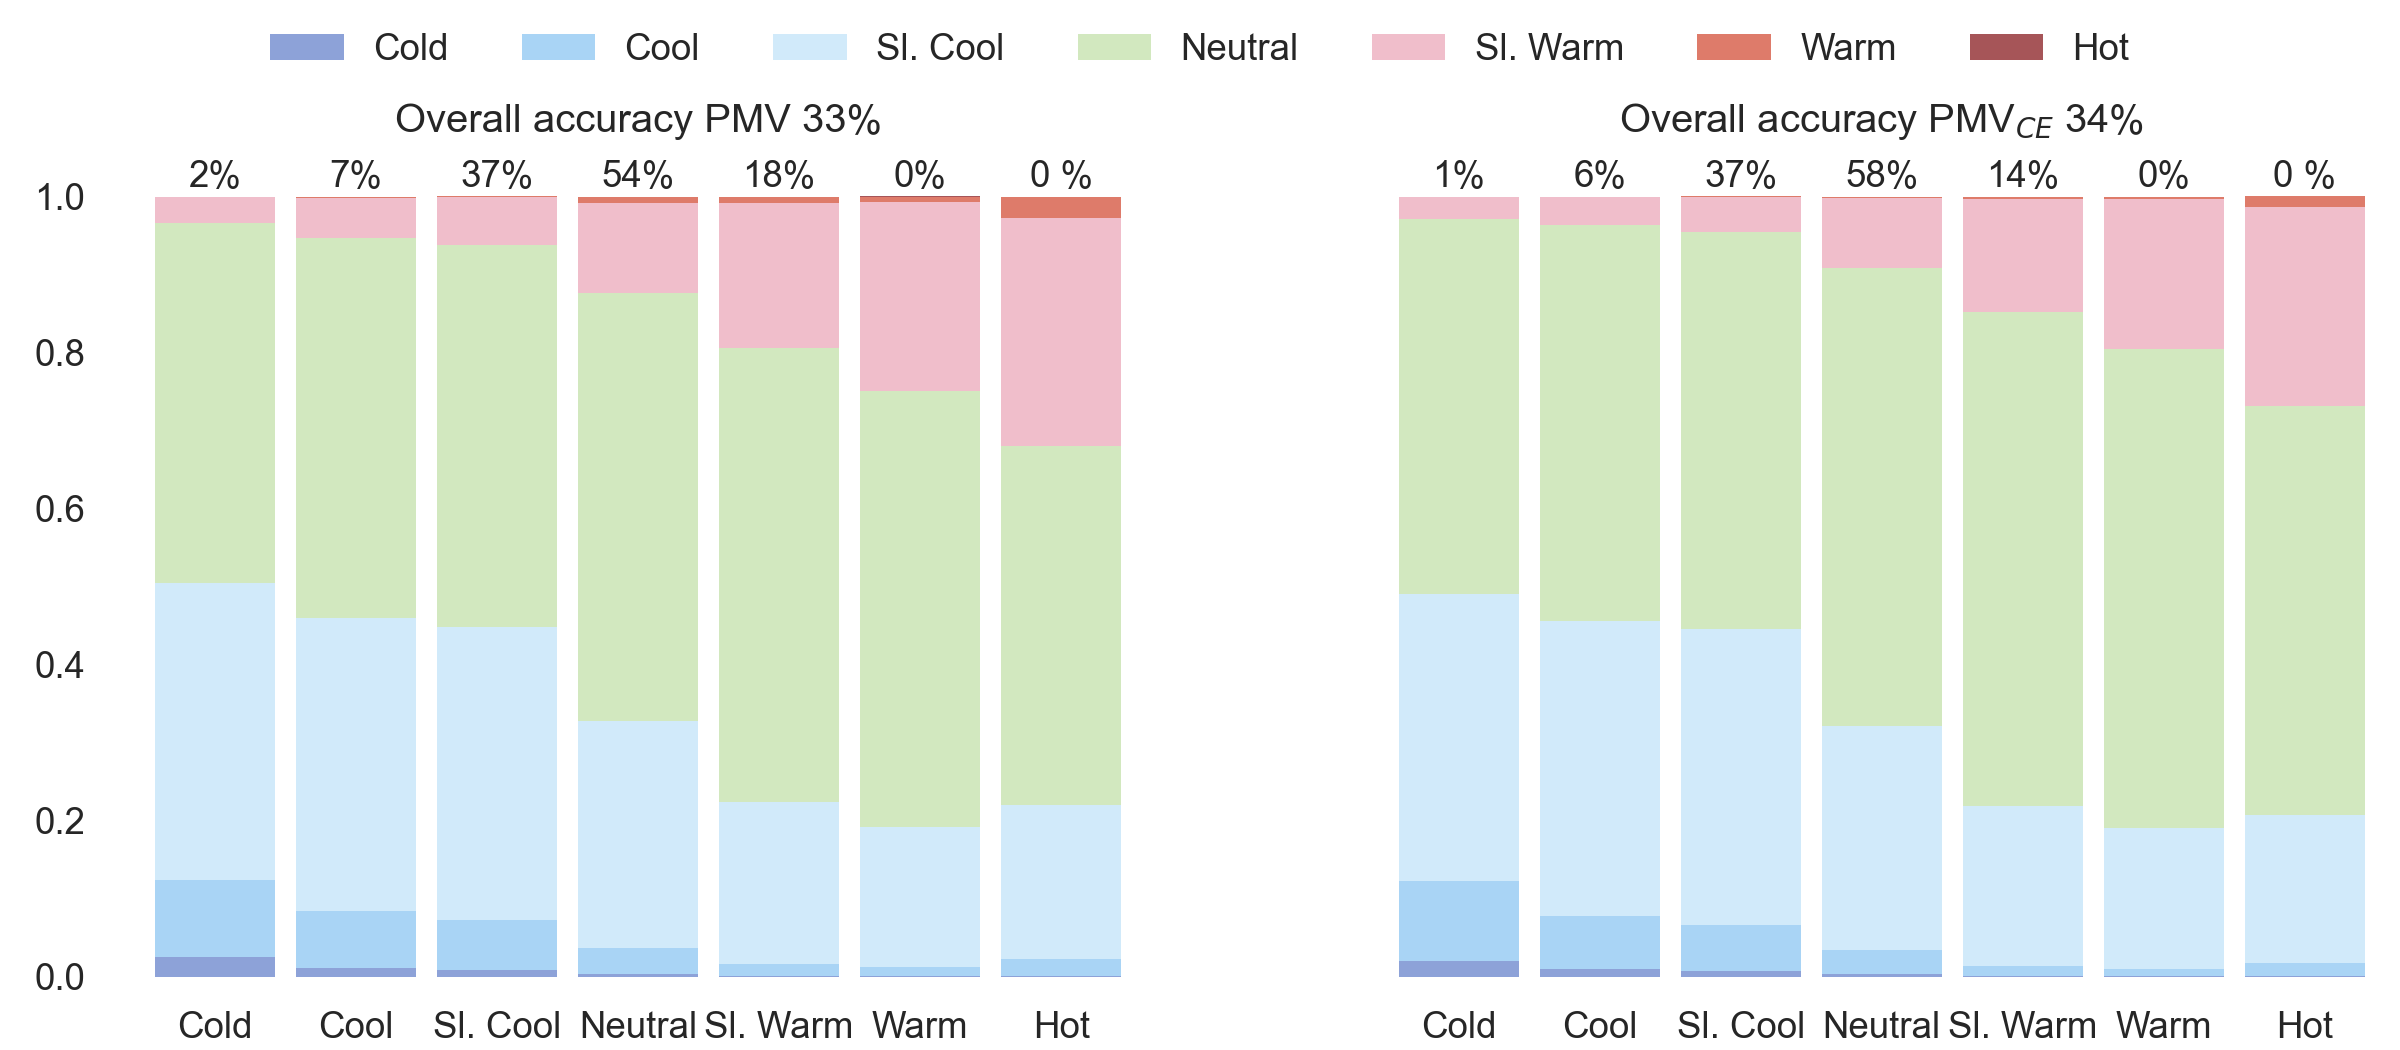 Cold Cool Sl. Cool Neutral Sl. Warm Warm Hot
Overall accuracy PMV 33%
2% 7% 37% 54% 18% 0% 0 %
1.0
0.8
0.6
0.4
0.2
0.0
Cold Cool Sl. Cool Neutral Sl. Warm Warm Hot
Overall accuracy PMV_CE 34%
1% 6% 37% 58% 14% 0% 0 %
Cold Cool Sl. Cool Neutral Sl. Warm Warm Hot